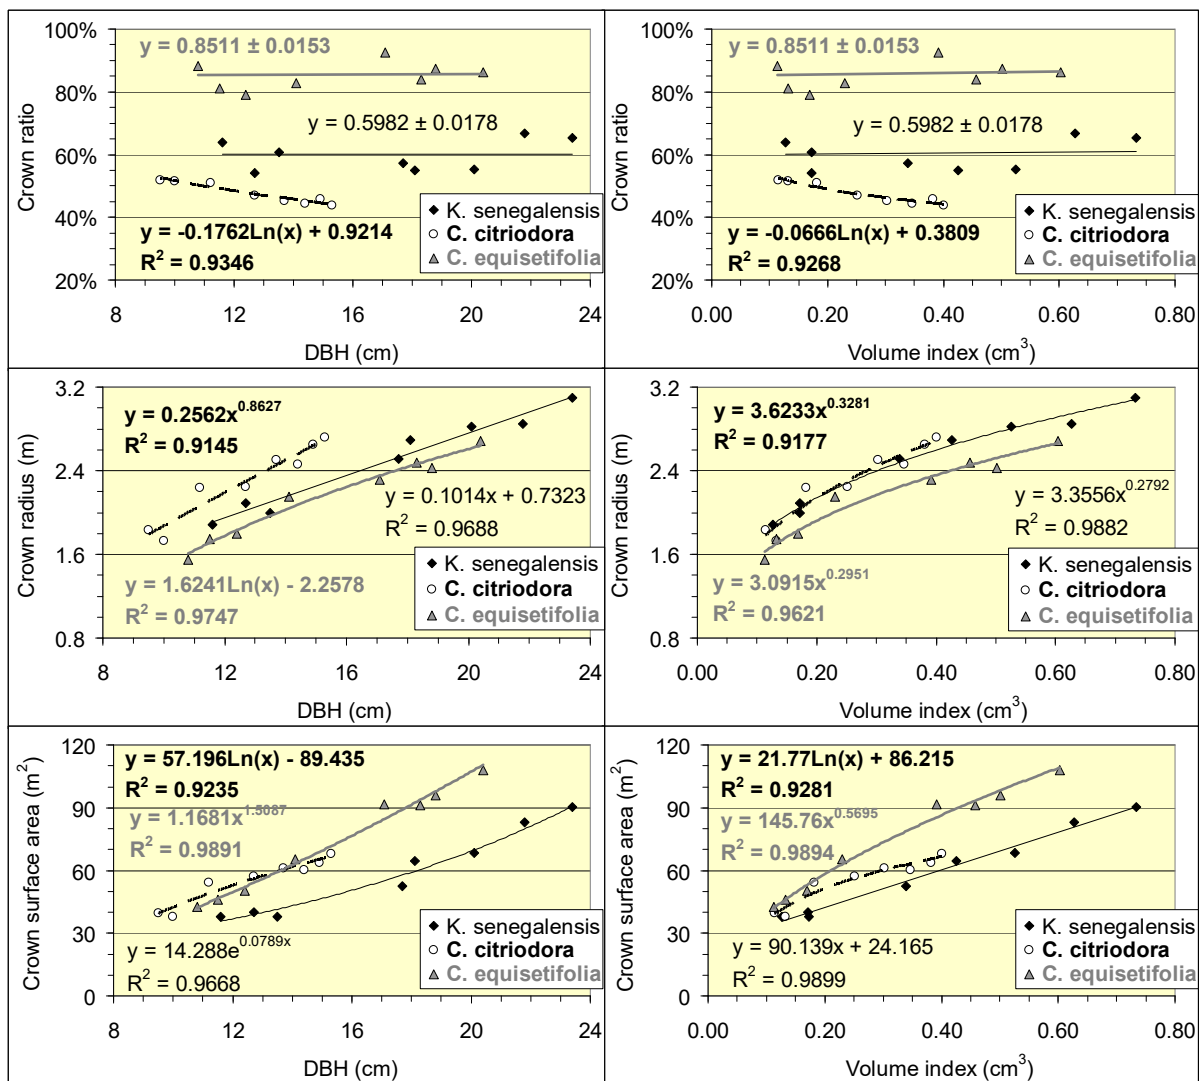 100%
80%
60%
40%
20%
Crown ratio
y = 0.8511 ± 0.0153
y = 0.5982 ± 0.0178
y = -0.1762Ln(x) + 0.9214
R² = 0.9346
K. senegalensis
C. citriodora
C. equisetifolia
8 12 16 20 24
DBH (cm)
100%
80%
60%
40%
20%
Crown ratio
y = 0.8511 ± 0.0153
y = 0.5982 ± 0.0178
y = -0.0666Ln(x) + 0.3809
R² = 0.9268
K. senegalensis
C. citriodora
C. equisetifolia
0.00 0.20 0.40 0.60 0.80
Volume index (cm³)
3.2
2.4
1.6
0.8
Crown radius (m)
y = 0.2562x^0.8627
R² = 0.9145
y = 0.1014x + 0.7323
R² = 0.9688
y = 1.6241Ln(x) - 2.2578
R² = 0.9747
K. senegalensis
C. citriodora
C. equisetifolia
8 12 16 20 24
DBH (cm)
3.2
2.4
1.6
0.8
Crown radius (m)
y = 3.6233x^0.3281
R² = 0.9177
y = 3.3556x^0.2792
R² = 0.9882
y = 3.0915x^0.2951
R² = 0.9621
K. senegalensis
C. citriodora
C. equisetifolia
0.00 0.20 0.40 0.60 0.80
Volume index (cm³)
120
90
60
30
0
Crown surface area (m²)
y = 57.196Ln(x) - 89.435
R² = 0.9235
y = 1.1681x^1.5087
R² = 0.9891
y = 14.288e^0.0789x
R² = 0.9668
K. senegalensis
C. citriodora
C. equisetifolia
8 12 16 20 24
DBH (cm)
120
90
60
30
0
Crown surface area (m²)
y = 21.77Ln(x) + 86.215
R² = 0.9281
y = 145.76x^0.5695
R² = 0.9894
y = 90.139x + 24.165
R² = 0.9899
K. senegalensis
C. citriodora
C. equisetifolia
0.00 0.20 0.40 0.60 0.80
Volume index (cm³)